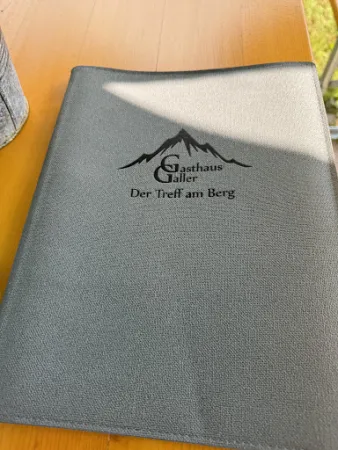 Gasthaus
Galler
Der Treff am Berg